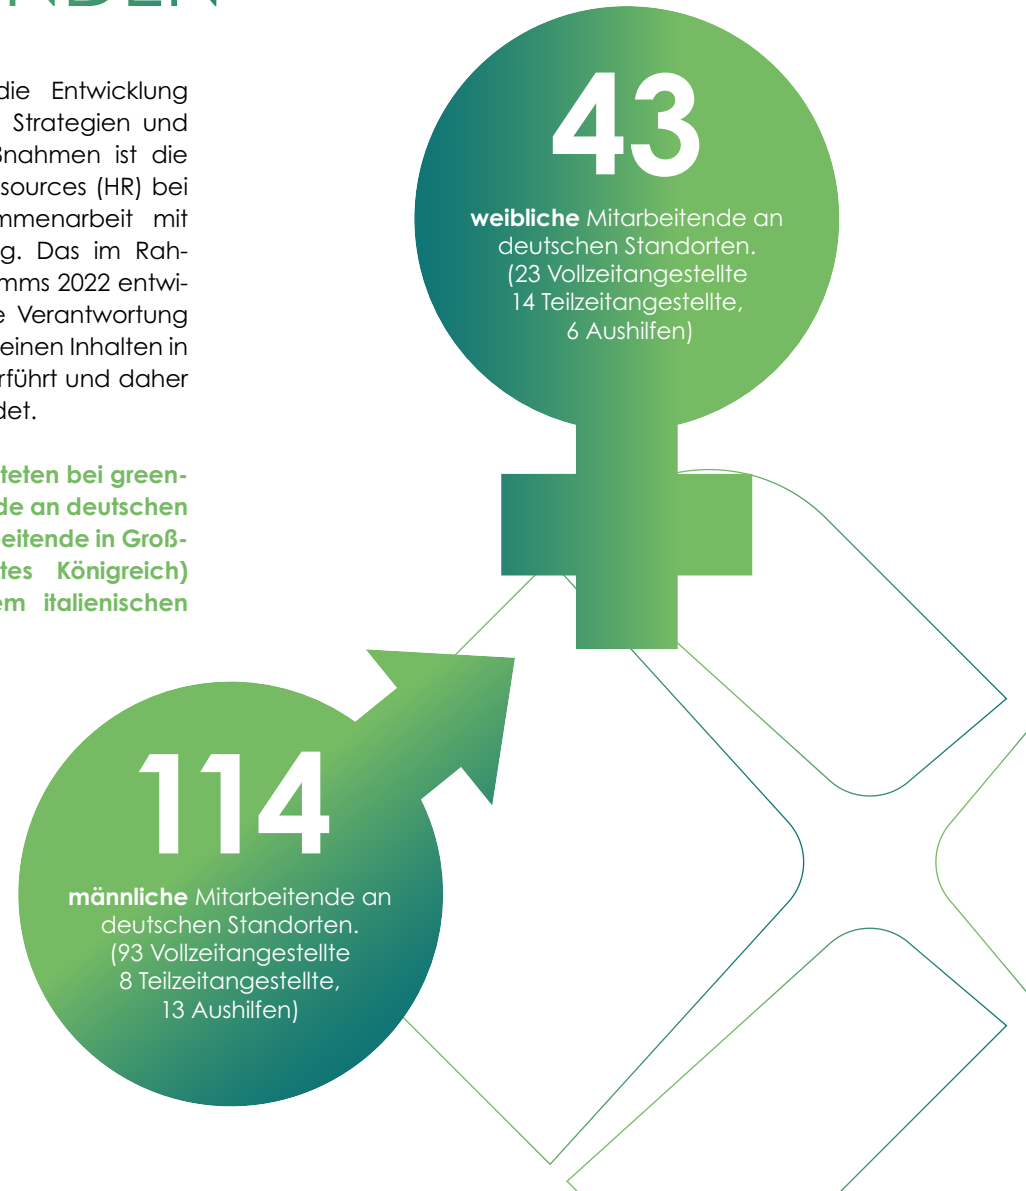 NDEN
die Entwicklung
Strategien und
ßnahmen ist die
sources (HR) bei
mmenarbeit mit
g. Das im Rah-
mms 2022 entwi-
e Verantwortung
einen Inhalten in
rführt und daher
det.
teten bei green-
de an deutschen
eitende in Groß-
tes Königreich)
em italienischen
43
weibliche Mitarbeitende an
deutschen Standorten.
(23 Vollzeitangestellte
14 Teilzeitangestellte,
6 Aushilfen)
114
männliche Mitarbeitende an
deutschen Standorten.
(93 Vollzeitangestellte
8 Teilzeitangestellte,
13 Aushilfen)